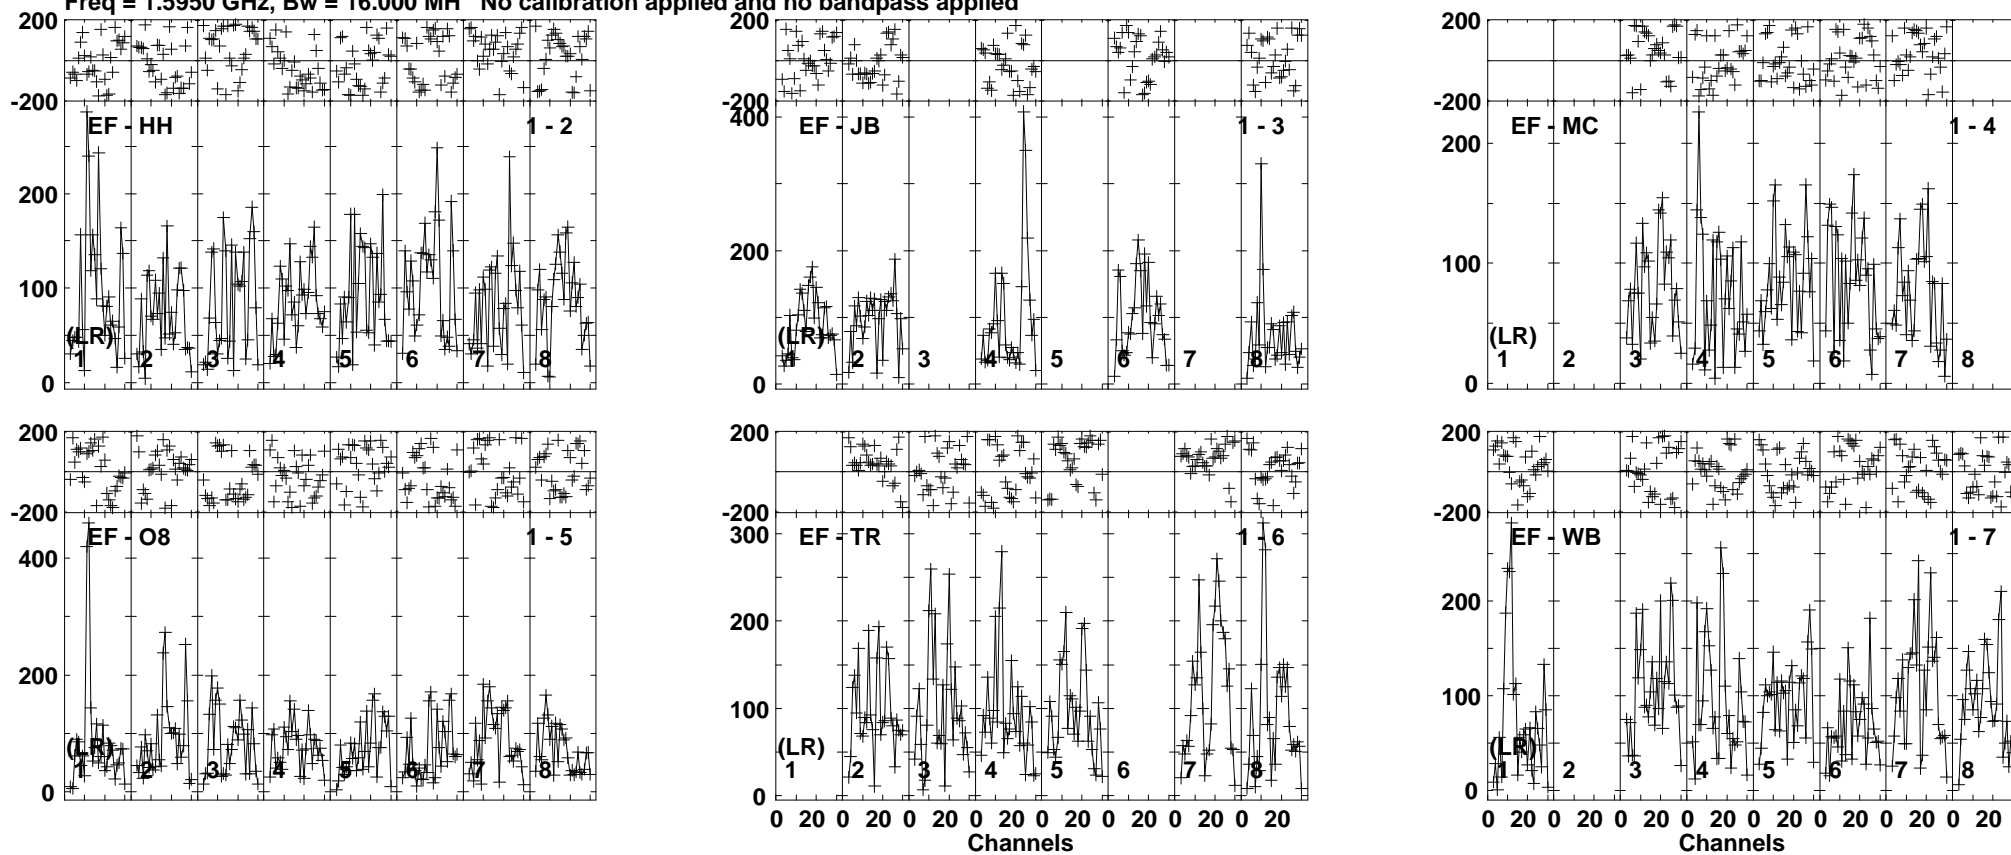 Freq = 1.5950 GHz, Bw = 16.000 MH No calibration applied and no bandpass applied
200
-200
EF - HH
1 - 2
200
100
0
(LR)
1 2 3 4 5 6 7 8
200
-200
400
EF - JB
1 - 3
200
0
(LR)
1 2 3 4 5 6 7 8
200
-200
EF - MC
1 - 4
200
100
0
(LR)
1 2 3 4 5 6 7 8
200
-200
EF - O8
1 - 5
400
200
0
(LR)
1 2 3 4 5 6 7 8
200
-200
300
EF - TR
1 - 6
200
100
0
(LR)
1 2 3 4 5 6 7 8
0 20 0 20 0 20 0 20 0 20 0 20 0 20 0 20
Channels
200
-200
EF - WB
1 - 7
200
100
0
(LR)
1 2 3 4 5 6 7 8
0 20 0 20 0 20 0 20 0 20 0 20 0 20 0 20
Channels